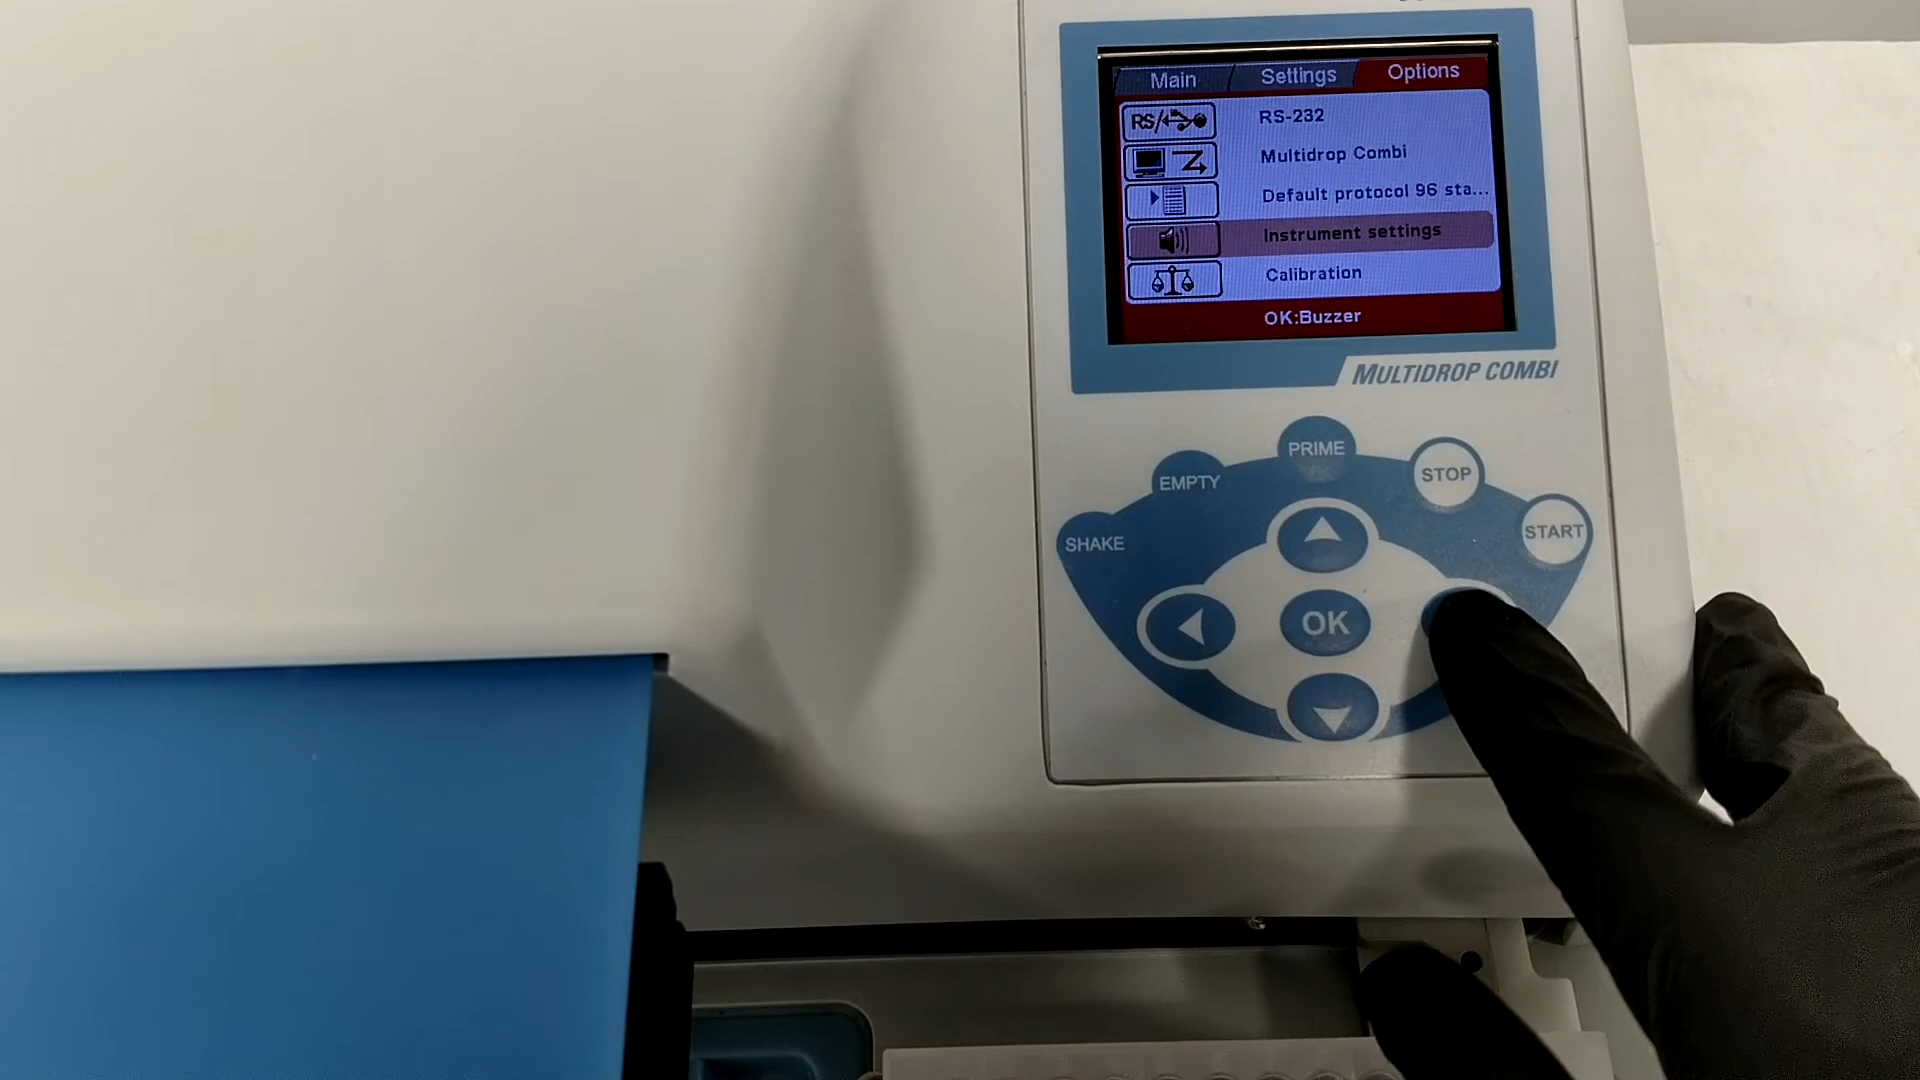 Main Settings Options
RS/
RS-232
Multidrop Combi
Default protocol 96 sta...
Instrument settings
Calibration
OK:Buzzer
MULTIDROP COMBI
PRIME
STOP
EMPTY
START
SHAKE
OK